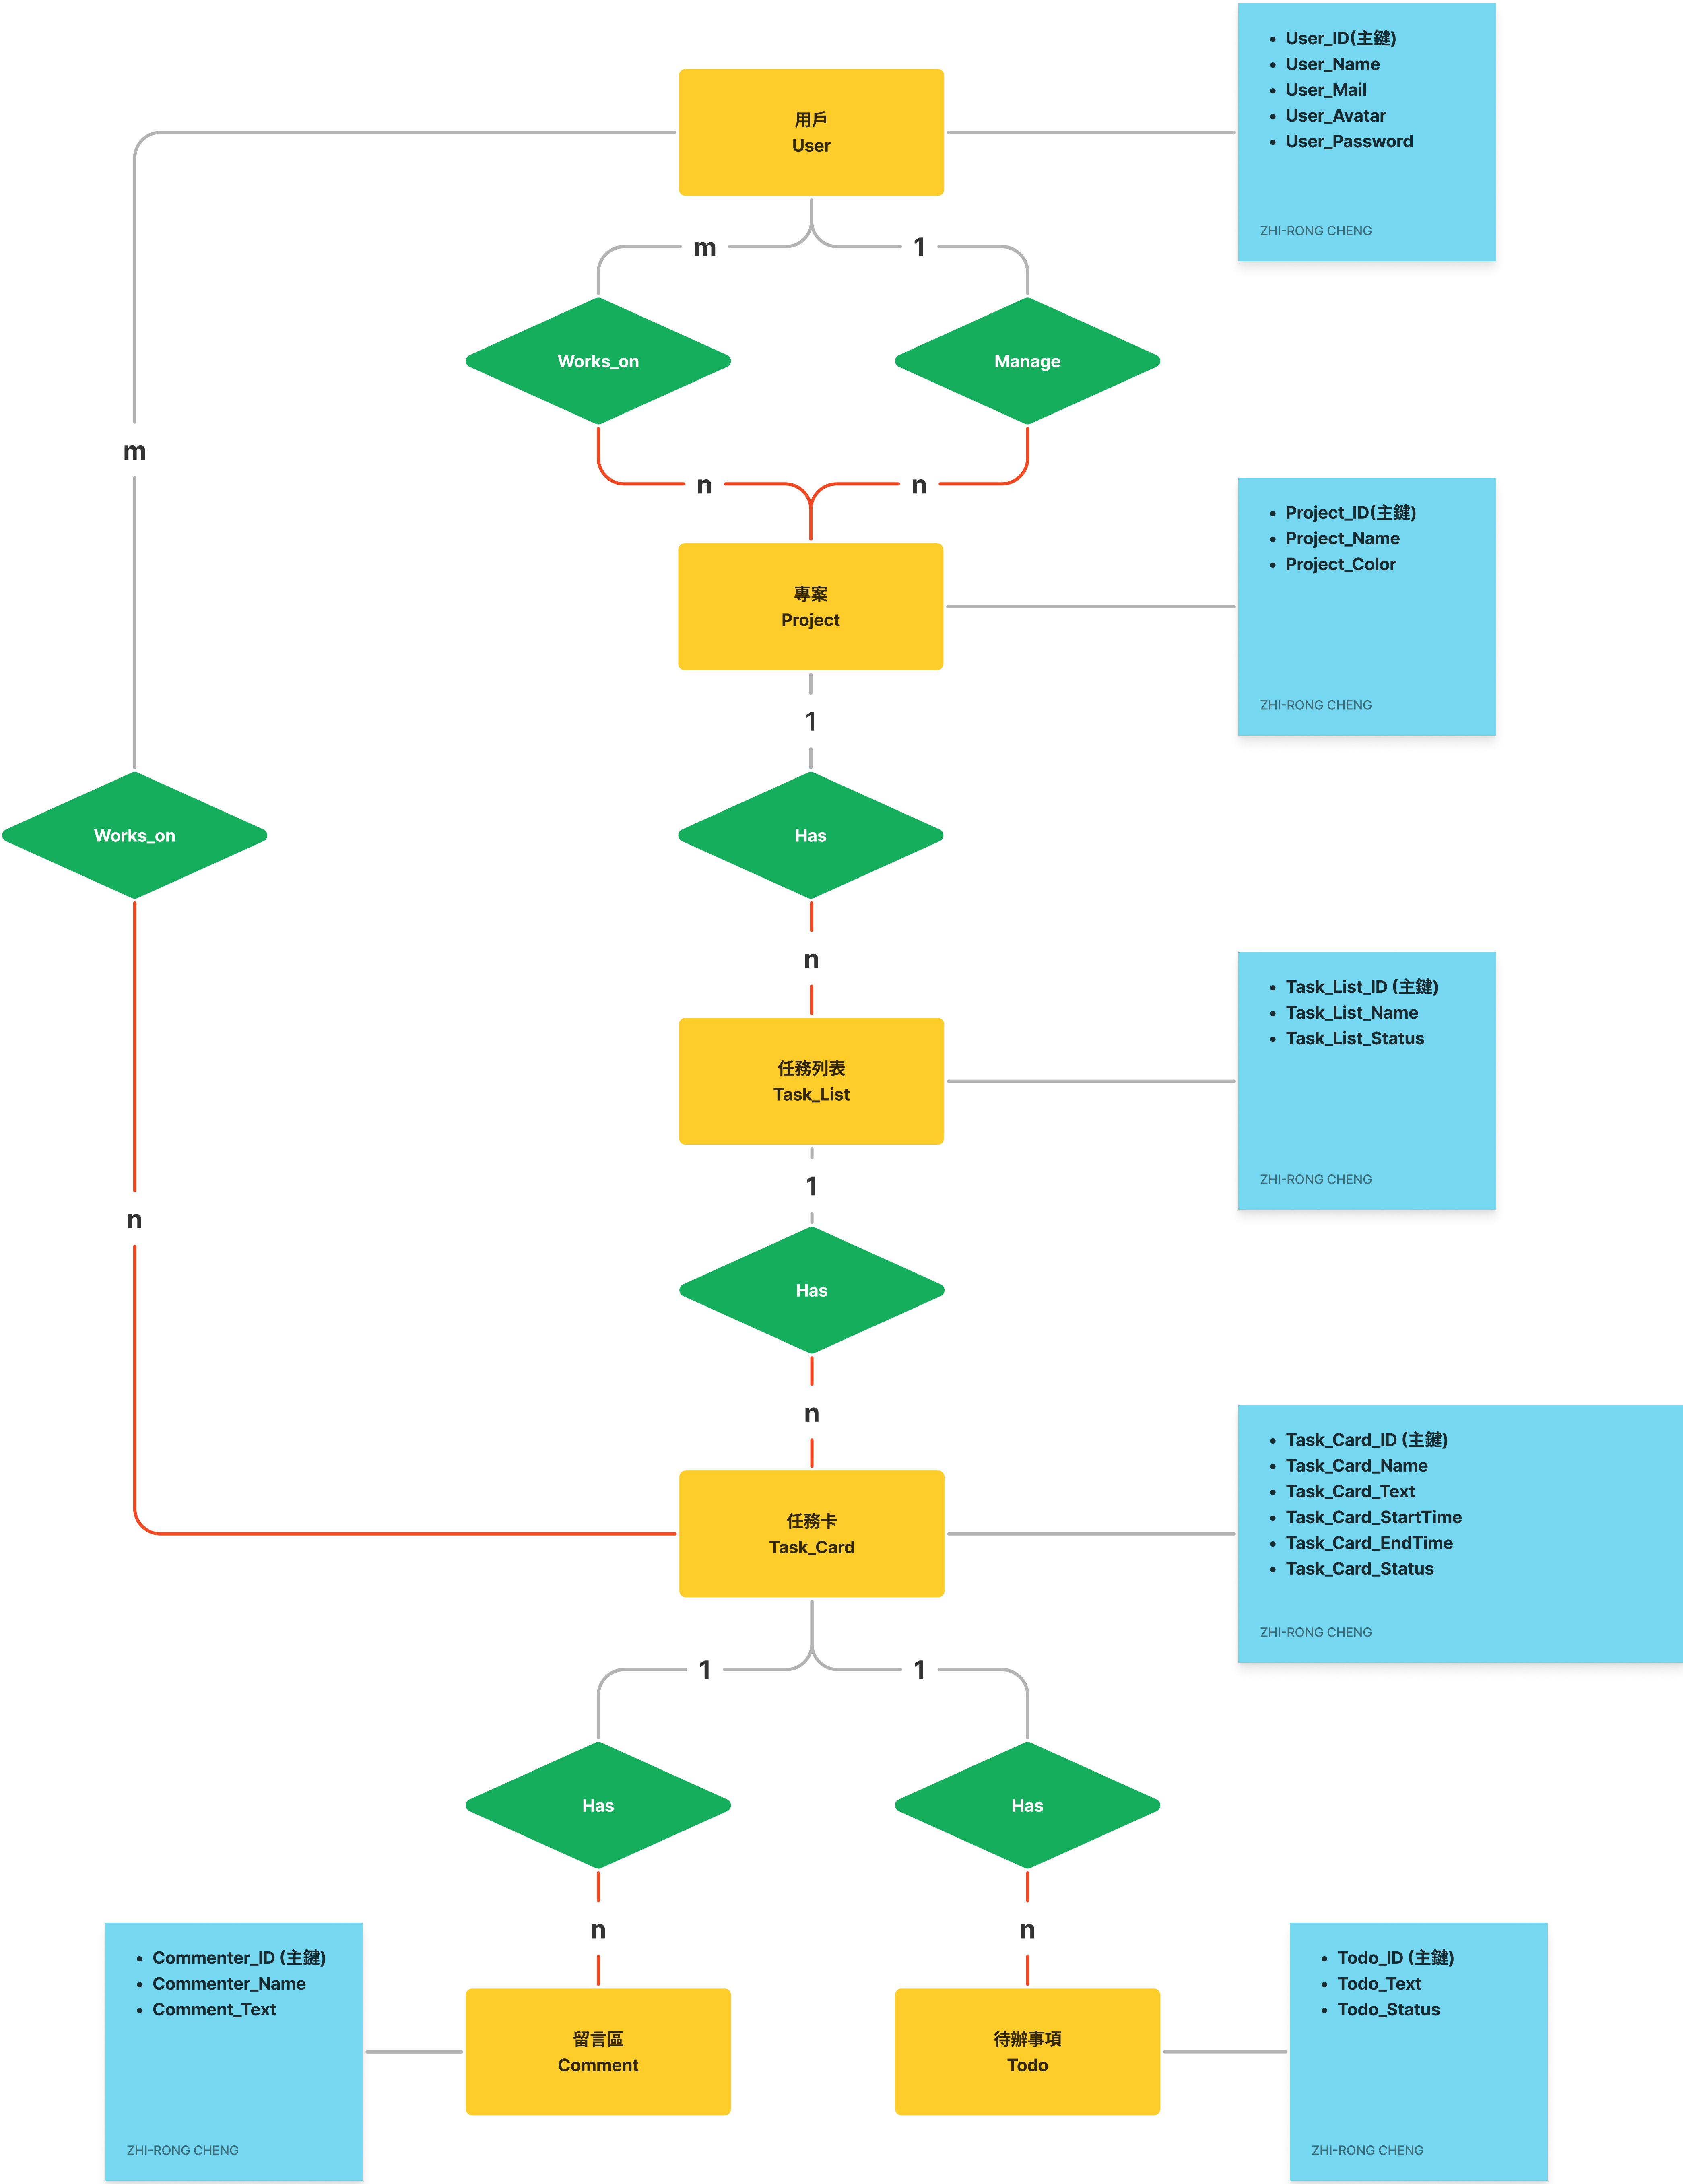 用戶
User
• User_ID(主鍵)
• User_Name
• User_Mail
• User_Avatar
• User_Password
ZHI-RONG CHENG
m
1
Works_on
Manage
m
n
n
專案
Project
• Project_ID(主鍵)
• Project_Name
• Project_Color
ZHI-RONG CHENG
1
Works_on
Has
n
任務列表
Task_List
• Task_List_ID (主鍵)
• Task_List_Name
• Task_List_Status
ZHI-RONG CHENG
1
n
Has
n
任務卡
Task_Card
• Task_Card_ID (主鍵)
• Task_Card_Name
• Task_Card_Text
• Task_Card_StartTime
• Task_Card_EndTime
• Task_Card_Status
ZHI-RONG CHENG
1
1
Has
Has
n
n
• Commenter_ID (主鍵)
• Commenter_Name
• Comment_Text
ZHI-RONG CHENG
留言區
Comment
待辦事項
Todo
• Todo_ID (主鍵)
• Todo_Text
• Todo_Status
ZHI-RONG CHENG